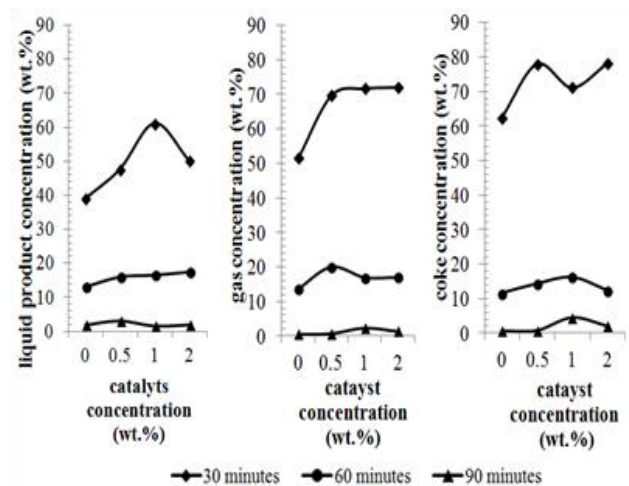 liquid product concentration (wt.%)
90
80
70
60
50
40
30
20
10
0
0 0.5 1 2
catalyts
concentration
(wt.%)
gas concentration (wt.%)
90
80
70
60
50
40
30
20
10
0
0 0.5 1 2
catayst
concentration
(wt.%)
coke concentration (wt.%)
90
80
70
60
50
40
30
20
10
0
0 0.5 1 2
catayst
concentration
(wt.%)
30 minutes 60 minutes 90 minutes